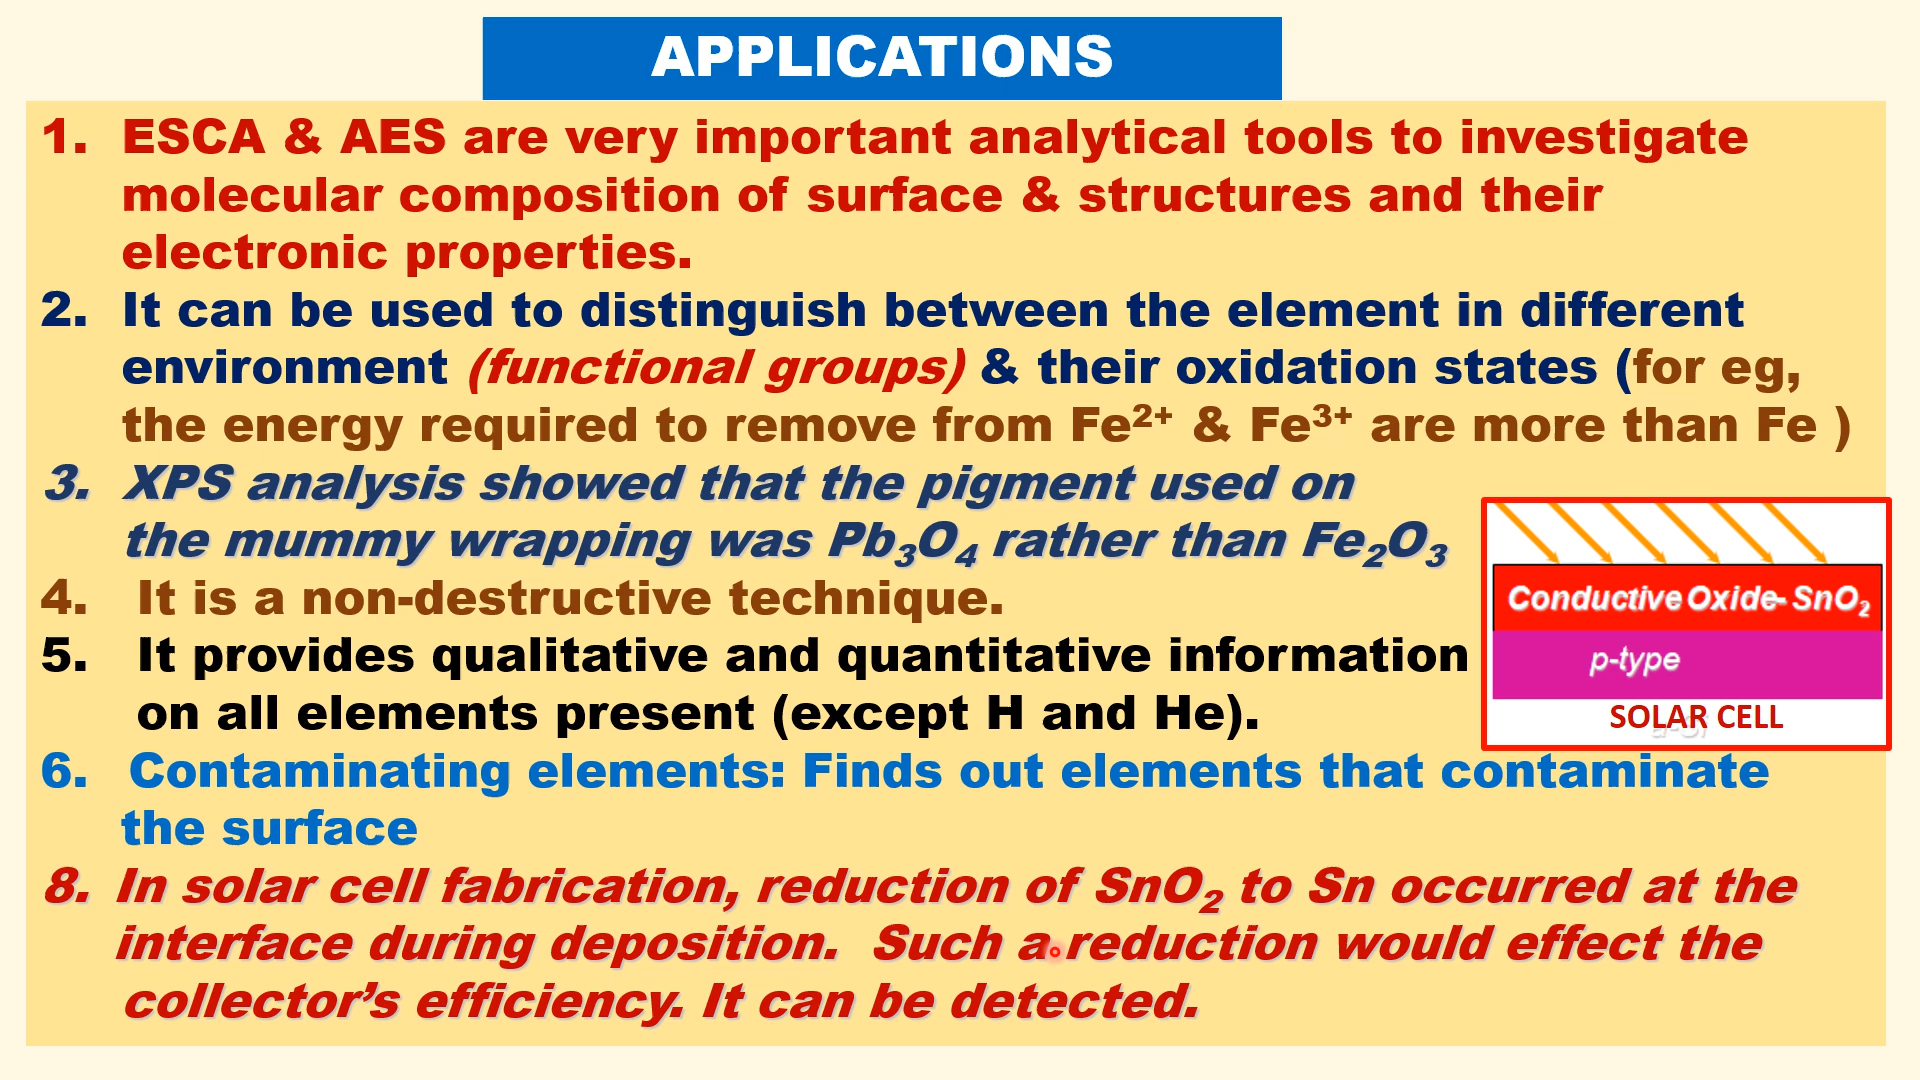 APPLICATIONS
1. ESCA & AES are very important analytical tools to investigate
molecular composition of surface & structures and their
electronic properties.
2. It can be used to distinguish between the element in different
environment (functional groups) & their oxidation states (for eg,
the energy required to remove from Fe²⁺ & Fe³⁺ are more than Fe )
3. XPS analysis showed that the pigment used on
the mummy wrapping was Pb₃O₄ rather than Fe₂O₃
4. It is a non-destructive technique.
5. It provides qualitative and quantitative information
on all elements present (except H and He).
Conductive Oxide- SnO₂
p-type
SOLAR CELL
6. Contaminating elements: Finds out elements that contaminate
the surface
8. In solar cell fabrication, reduction of SnO₂ to Sn occurred at the
interface during deposition. Such a reduction would effect the
collector’s efficiency. It can be detected.